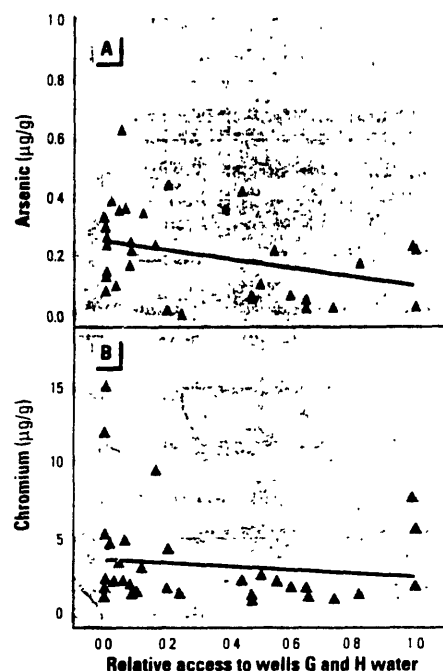 1.0
A
0.8
0.6
0.4
0.2
0.0
Arsenic (µg/g)
B
15
10
5
0
Chromium (µg/g)
0.0 0.2 0.4 0.6 0.8 1.0
Relative access to wells G and H water